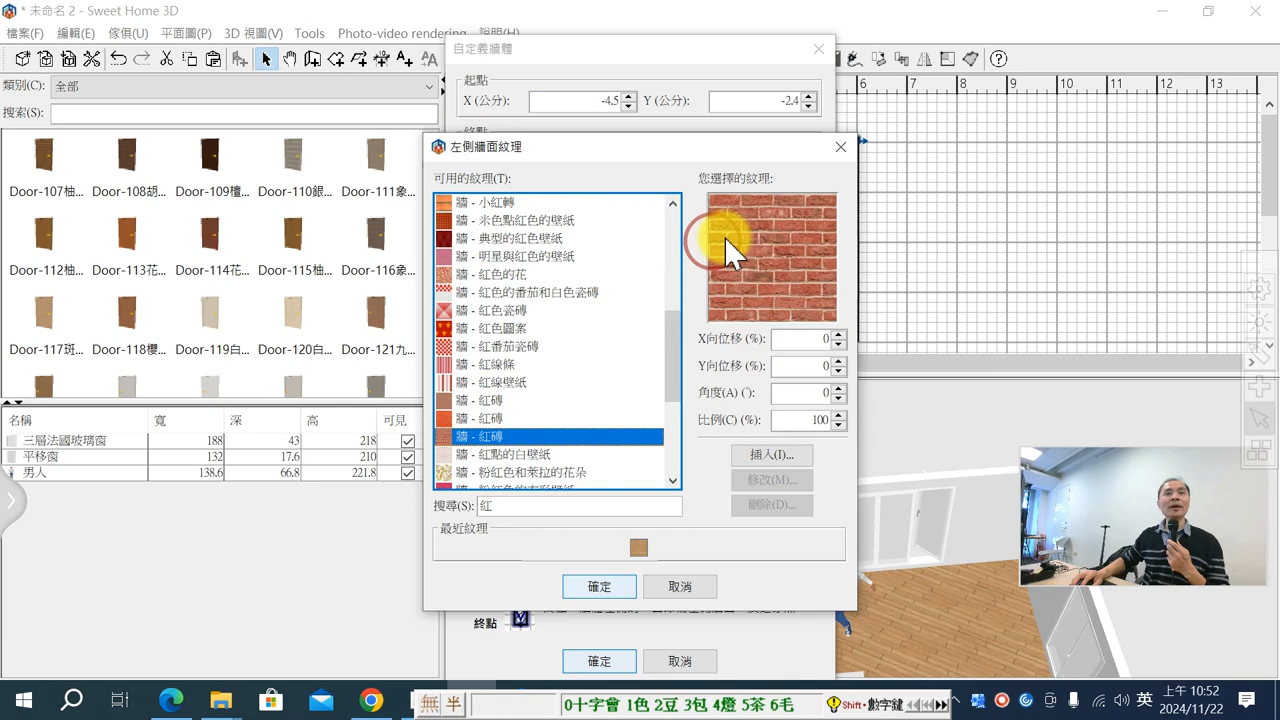 * 未命名 2 - Sweet Home 3D
檔案(F) 編輯(E) 傢俱(U) 平面圖(P) 3D 視圖(V) Tools Photo-video rendering 說明(H)
類別(C): 全部
搜索(S):
Door-107柚... Door-108胡... Door-109檀... Door-110銀... Door-111象...
Door-112柚... Door-113花... Door-114花... Door-115柚... Door-116象...
Door-117斑... Door-118櫻... Door-119白... Door-120白... Door-121九...
名稱 寬 深 高 可見
三層法國玻璃窗 188 43 218
平移窗 132 17.6 210
男人 138.6 66.8 221.8
自定義牆體
起點
X (公分): -4.5 Y (公分): -2.4
終點
左側牆面紋理
可用的紋理(T):
牆 - 小紅轉
牆 - 米色點紅色的壁紙
牆 - 典型的紅色壁紙
牆 - 明星與紅色的壁紙
牆 - 紅色的花
牆 - 紅色的番茄和白色瓷磚
牆 - 紅色瓷磚
牆 - 紅色圖案
牆 - 紅番茄瓷磚
牆 - 紅線條
牆 - 紅線壁紙
牆 - 紅磚
牆 - 紅磚
牆 - 紅磚
牆 - 紅點的白壁紙
牆 - 粉紅色和萊拉的花朵
搜尋(S): 紅
您選擇的紋理:
X向位移 (%): 0
Y向位移 (%): 0
角度(A) (°): 0
比例(C) (%): 100
插入(I)...
修改(M)...
刪除(D)...
最近紋理
確定 取消
終點
確定 取消
6 7 8 9 10 11 12 13
無 半 0十字會 1色 2豆 3包 4燈 5茶 6毛 Shift+ 數字鍵
英
上午 10:52
2024/11/22